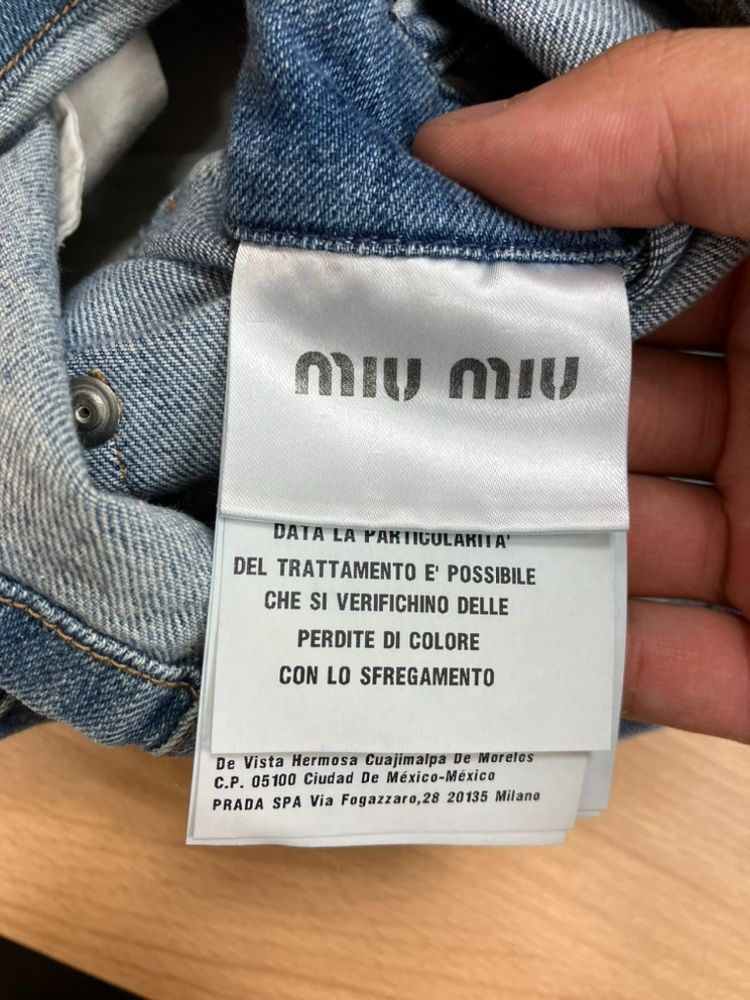 MIU MIU
DATA LA PARTICOLARITA'
DEL TRATTAMENTO E' POSSIBILE
CHE SI VERIFICHINO DELLE
PERDITE DI COLORE
CON LO SFREGAMENTO
De Vista Hermosa Cuajimalpa De Morelos
C.P. 05100 Ciudad De México-México
PRADA SPA Via Fogazzaro,28 20135 Milano